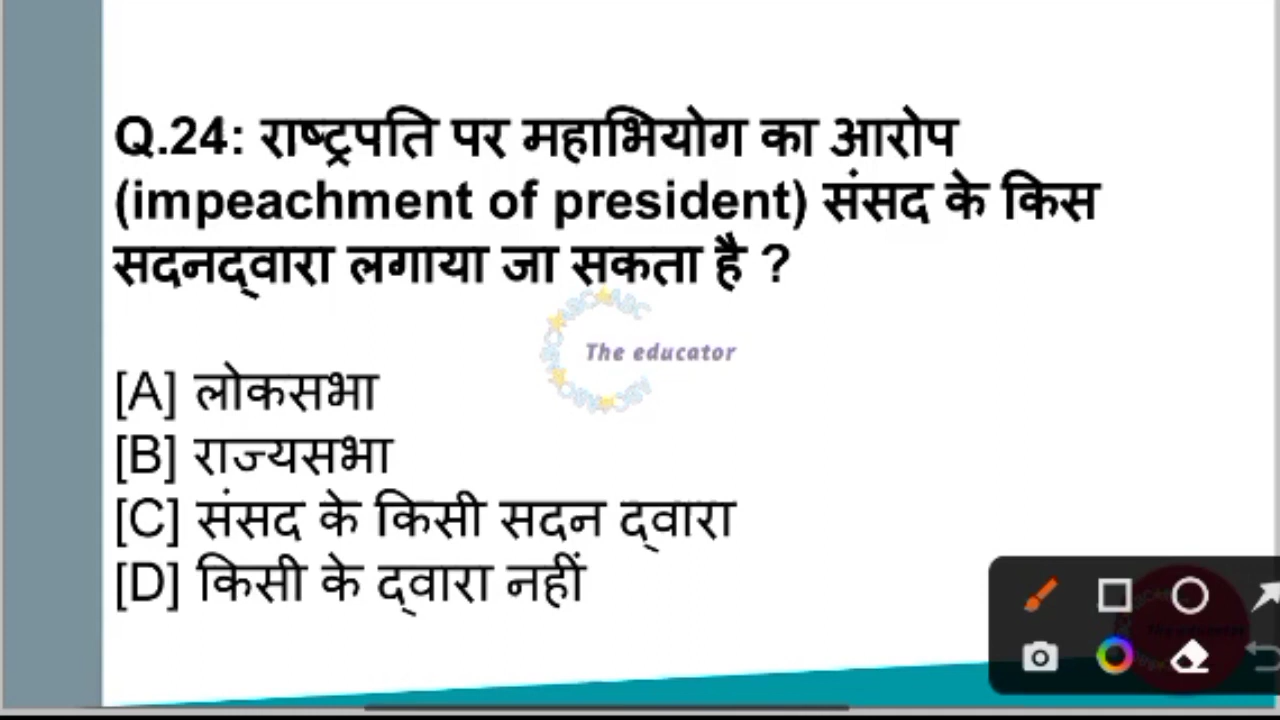 Q.24: राष्ट्रपति पर महाभियोग का आरोप
(impeachment of president) संसद के किस
सदनद्वारा लगाया जा सकता है ?
The educator
[A] लोकसभा
[B] राज्यसभा
[C] संसद के किसी सदन द्वारा
[D] किसी के द्वारा नहीं